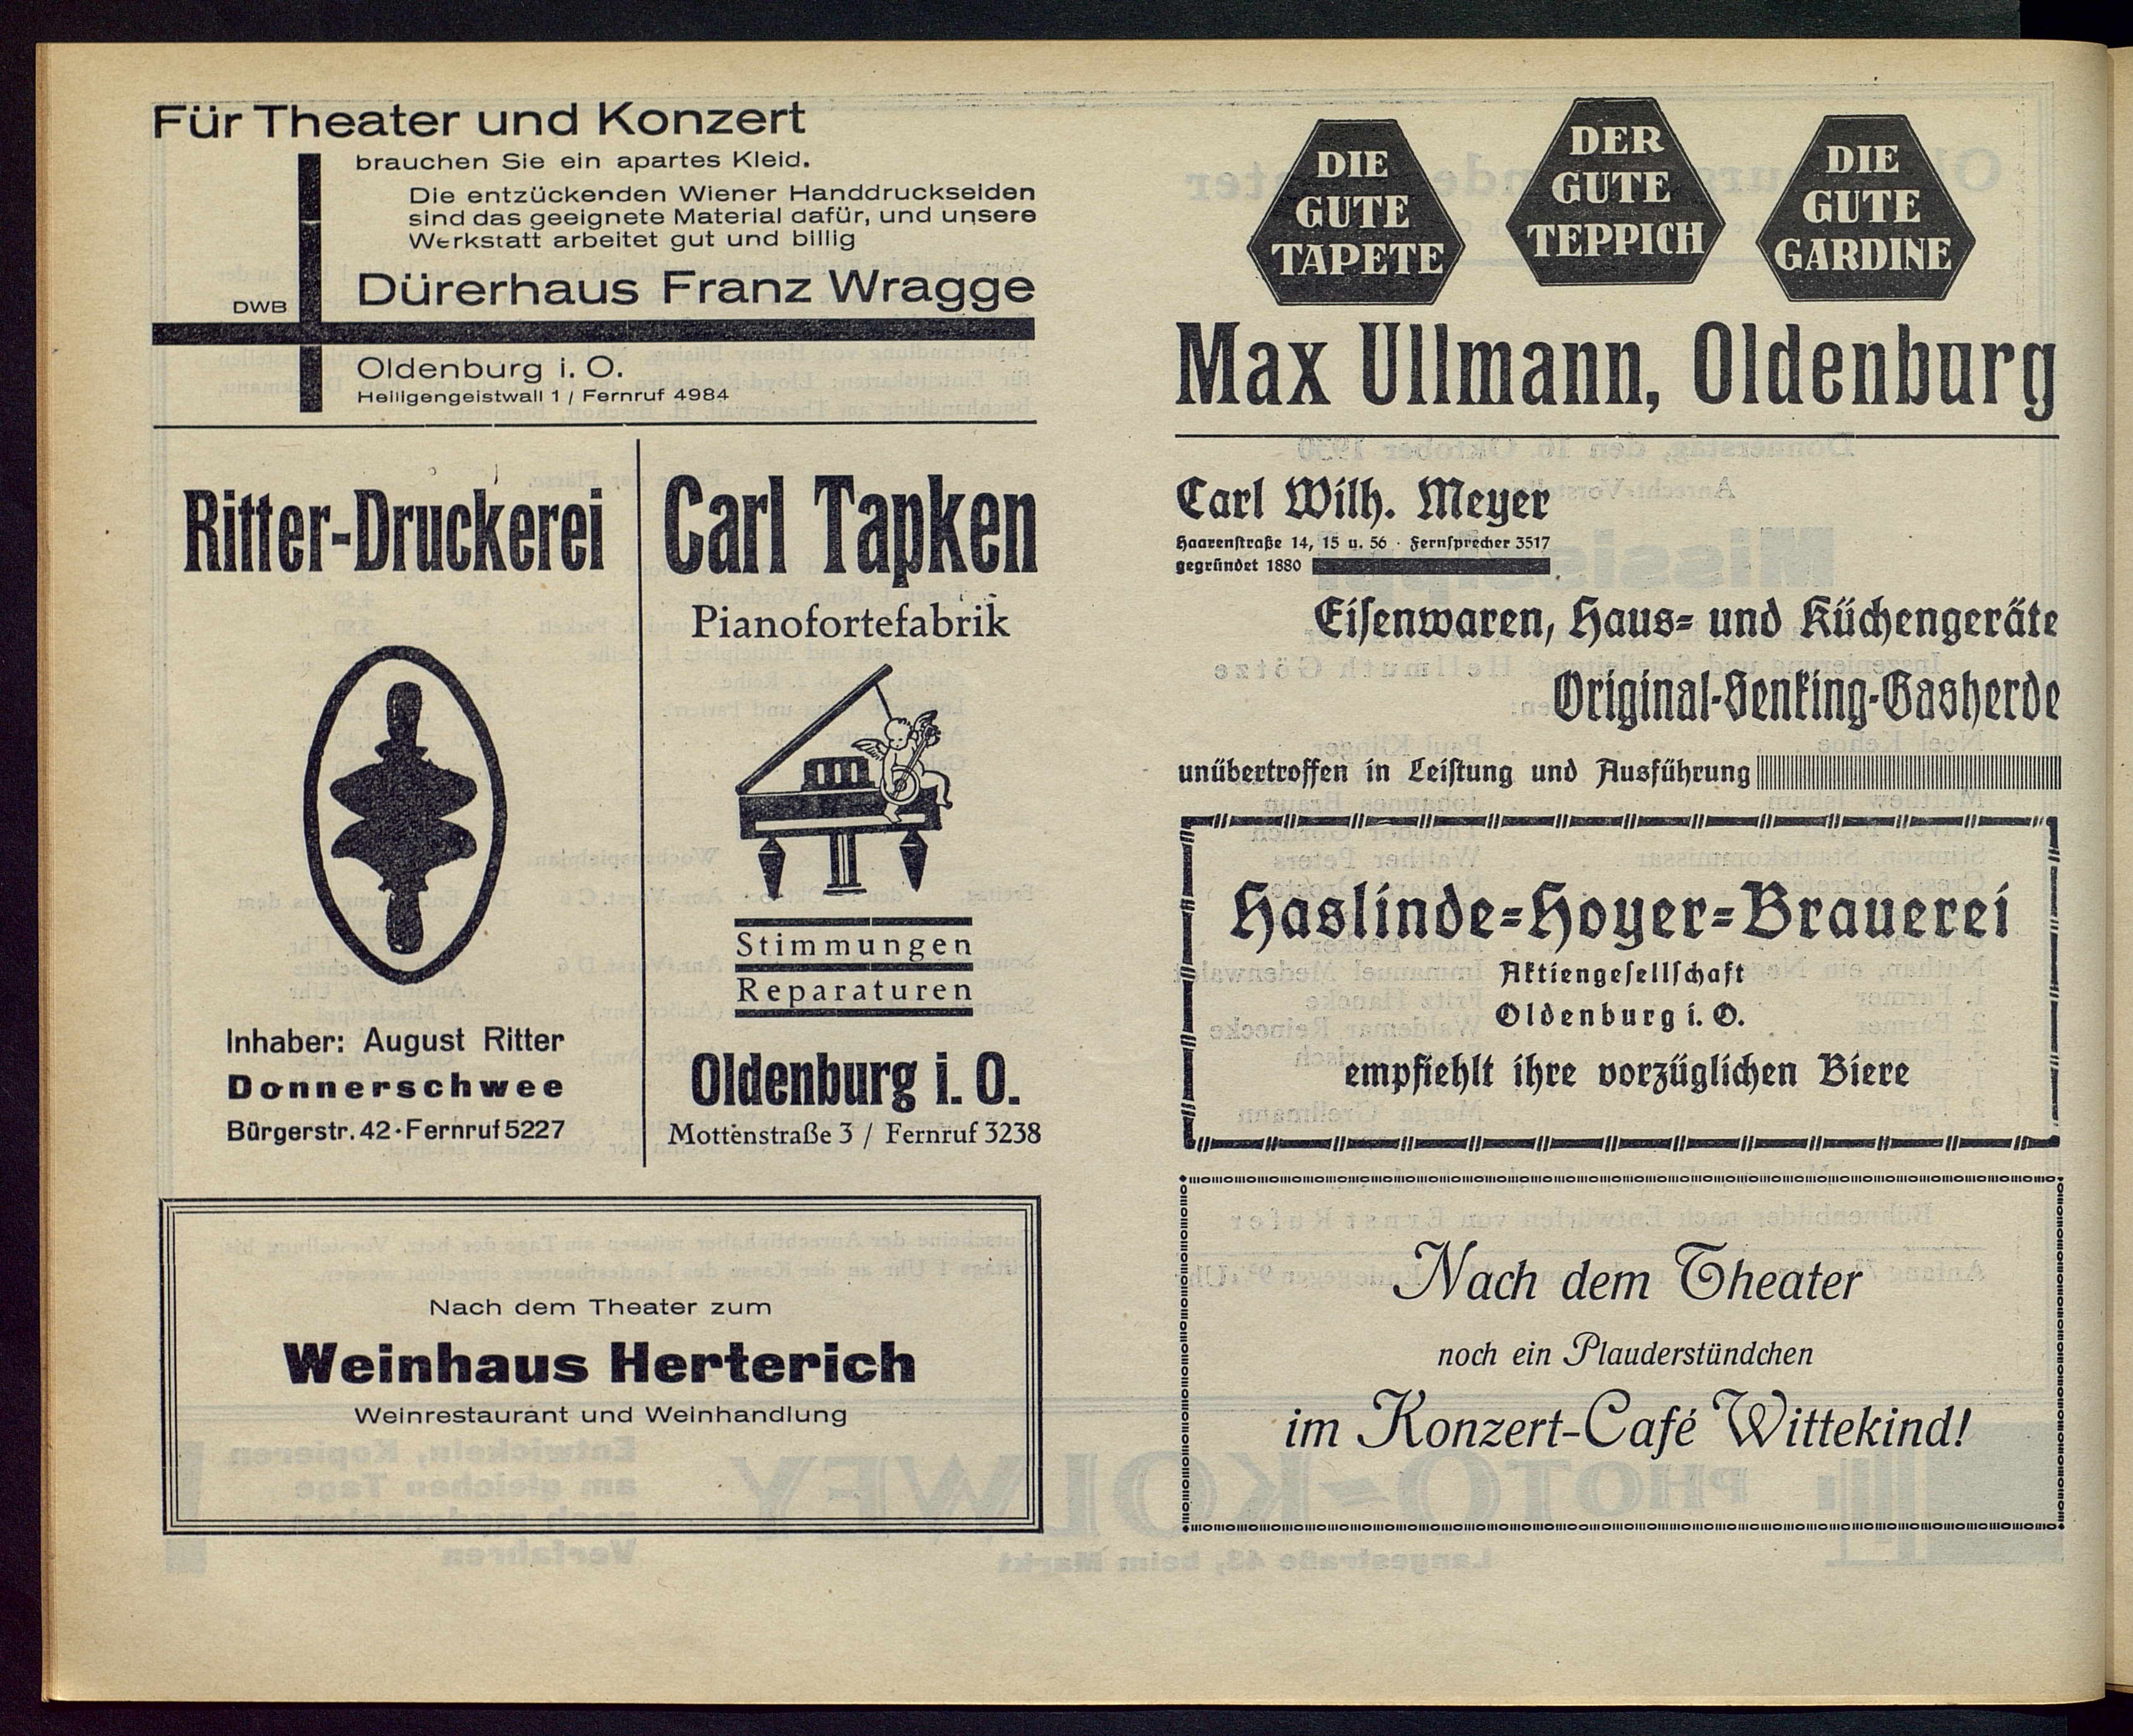 Für Theater und Konzert
brauchen Sie ein apartes Kleid.
Die entzückenden Wiener Handdruckseiden
sind das geeignete Material dafür, und unsere
Werkstatt arbeitet gut und billig
DWB
Dürerhaus Franz Wragge
Oldenburg i. O.
Heiligengeistwall 1 / Fernruf 4984
Ritter-Druckerei
Inhaber: August Ritter
Donnerschwee
Bürgerstr. 42 · Fernruf 5227
Carl Tapken
Pianofortefabrik
Stimmungen
Reparaturen
Oldenburg i. O.
Mottenstraße 3 / Fernruf 3238
Nach dem Theater zum
Weinhaus Herterich
Weinrestaurant und Weinhandlung
DIE
GUTE
TAPETE
DER
GUTE
TEPPICH
DIE
GUTE
GARDINE
Max Ullmann, Oldenburg
Carl Wilh. Meyer
Haarenstraße 14, 15 u. 56 · Fernsprecher 3517
gegründet 1880
Eisenwaren, Haus- und Küchengeräte
Original-Senking-Gasherde
unübertroffen in Leistung und Ausführung
Haslinde-Hoyer-Brauerei
Aktiengesellschaft
Oldenburg i. O.
empfiehlt ihre vorzüglichen Biere
Nach dem Theater
noch ein Plauderstündchen
im Konzert-Café Wittekind!